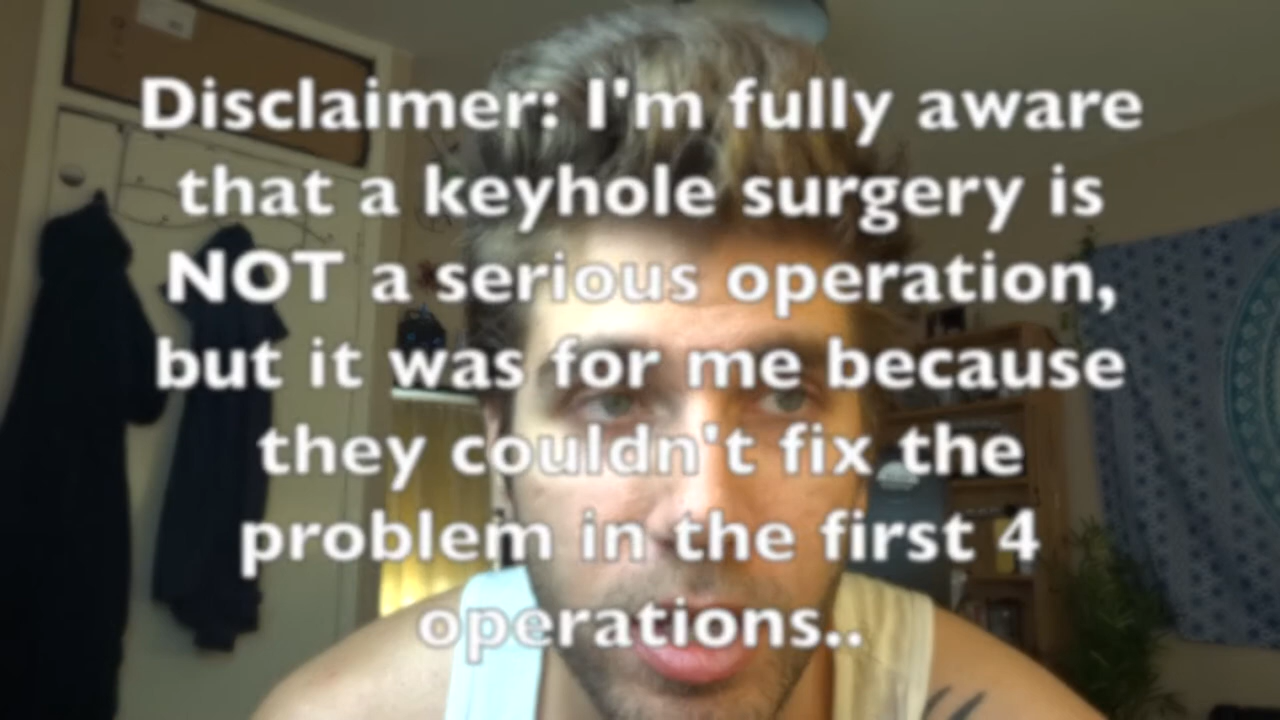 Disclaimer: I'm fully aware
that a keyhole surgery is
NOT a serious operation,
but it was for me because
they couldn't fix the
problem in the first 4
operations..